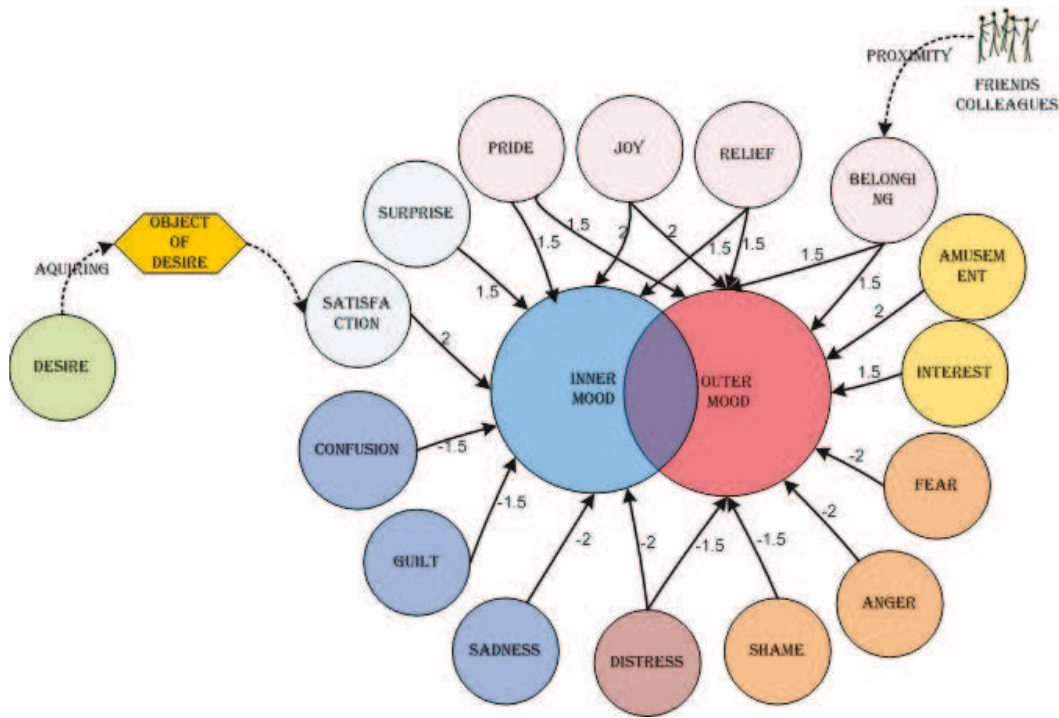 PROXIMITY
FRIENDS
COLLEAGUES
PRIDE
JOY
RELIEF
BELONGI
NG
SURPRISE
OBJECT
OF
DESIRE
AQUIRING
SATISFA
CTION
DESIRE
AMUSEM
ENT
INTEREST
1.5
1.5
2
2
1.5
1.5
1.5
1.5
1.5
2
2
1.5
INNER
MOOD
OUTER
MOOD
CONFUSION
-1.5
GUILT
-1.5
SADNESS
-2
DISTRESS
-2
-1.5
SHAME
-1.5
ANGER
-2
FEAR
-2